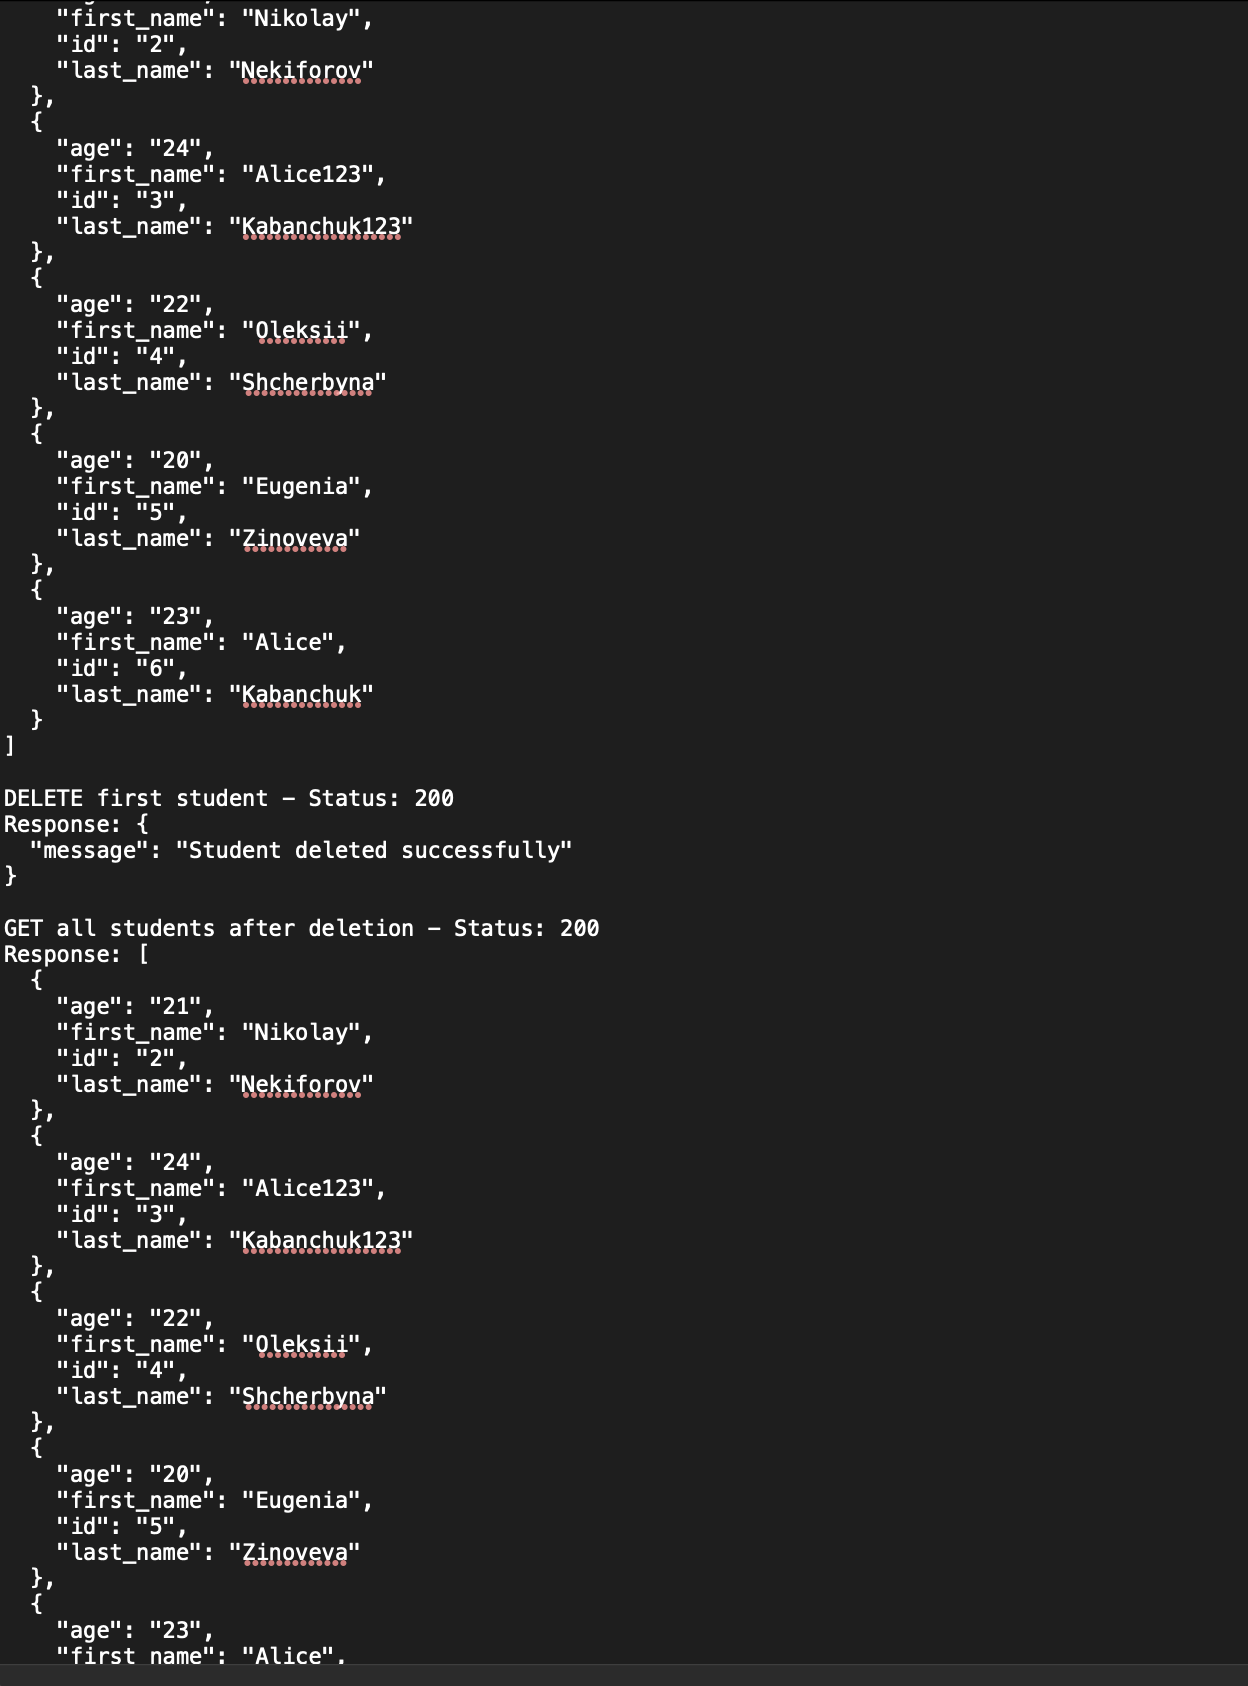 "first_name": "Nikolay",
"id": "2",
"last_name": "Nekiforov"
},
{
"age": "24",
"first_name": "Alice123",
"id": "3",
"last_name": "Kabanchuk123"
},
{
"age": "22",
"first_name": "Oleksii",
"id": "4",
"last_name": "Shcherbyna"
},
{
"age": "20",
"first_name": "Eugenia",
"id": "5",
"last_name": "Zinoveva"
},
{
"age": "23",
"first_name": "Alice",
"id": "6",
"last_name": "Kabanchuk"
}
]
DELETE first student – Status: 200
Response: {
"message": "Student deleted successfully"
}
GET all students after deletion – Status: 200
Response: [
{
"age": "21",
"first_name": "Nikolay",
"id": "2",
"last_name": "Nekiforov"
},
{
"age": "24",
"first_name": "Alice123",
"id": "3",
"last_name": "Kabanchuk123"
},
{
"age": "22",
"first_name": "Oleksii",
"id": "4",
"last_name": "Shcherbyna"
},
{
"age": "20",
"first_name": "Eugenia",
"id": "5",
"last_name": "Zinoveva"
},
{
"age": "23",
"first_name": "Alice",